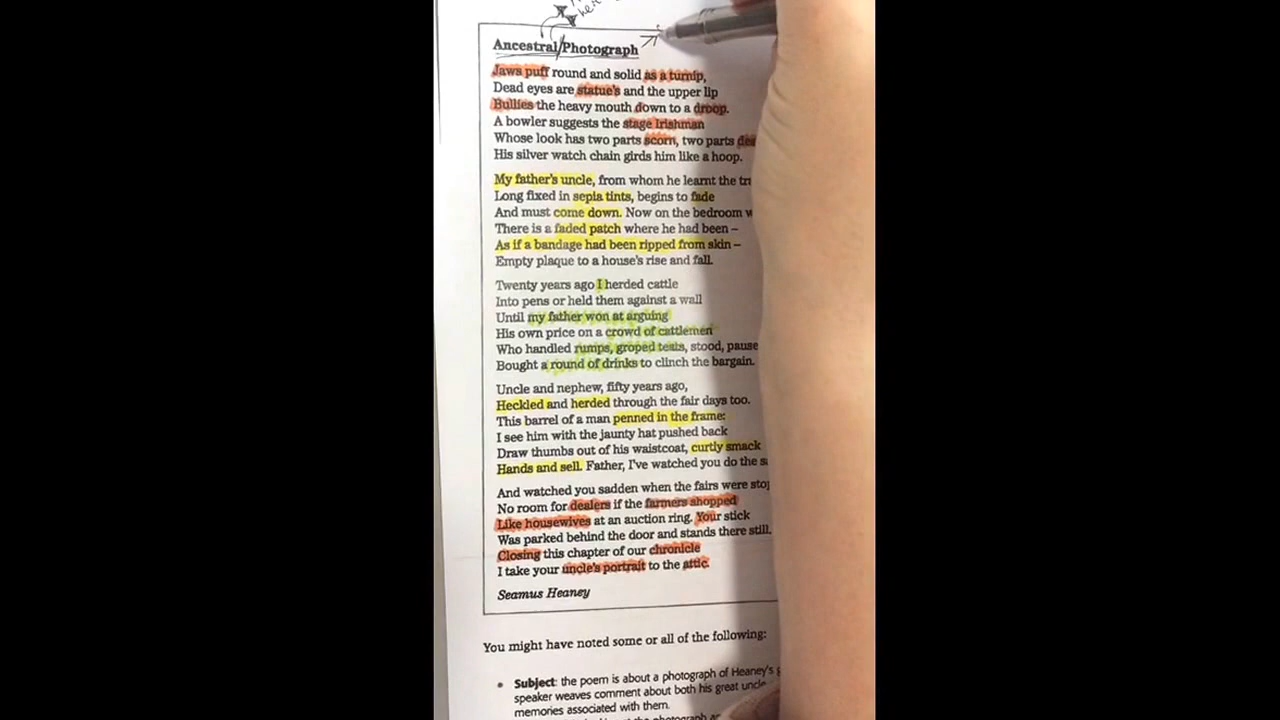 her
Ancestral/Photograph
Jaws puff round and solid as a turnip,
Dead eyes are statue's and the upper lip
Bullies the heavy mouth down to a droop.
A bowler suggests the stage Irishman
Whose look has two parts scorn, two parts
His silver watch chain girds him like a hoop.
My father's uncle, from whom he learnt the
Long fixed in sepia tints, begins to fade
And must come down. Now on the bedroom
There is a faded patch where he had been –
As if a bandage had been ripped from skin –
Empty plaque to a house's rise and fall.
Twenty years ago I herded cattle
Into pens or held them against a wall
Until my father won at arguing
His own price on a crowd of cattlemen
Who handled rumps, groped teats, stood, pause
Bought a round of drinks to clinch the bargain.
Uncle and nephew, fifty years ago,
Heckled and herded through the fair days too.
This barrel of a man penned in the frame:
I see him with the jaunty hat pushed back
Draw thumbs out of his waistcoat, curtly smack
Hands and sell. Father, I've watched you do the
And watched you sadden when the fairs were
No room for dealers if the farmers shopped
Like housewives at an auction ring. Your stick
Was parked behind the door and stands there still.
Closing this chapter of our chronicle
I take your uncle's portrait to the attic.
Seamus Heaney
You might have noted some or all of the following:
• Subject: the poem is about a photograph of Heaney's
speaker weaves comment about both his great uncle
memories associated with them.
photograph